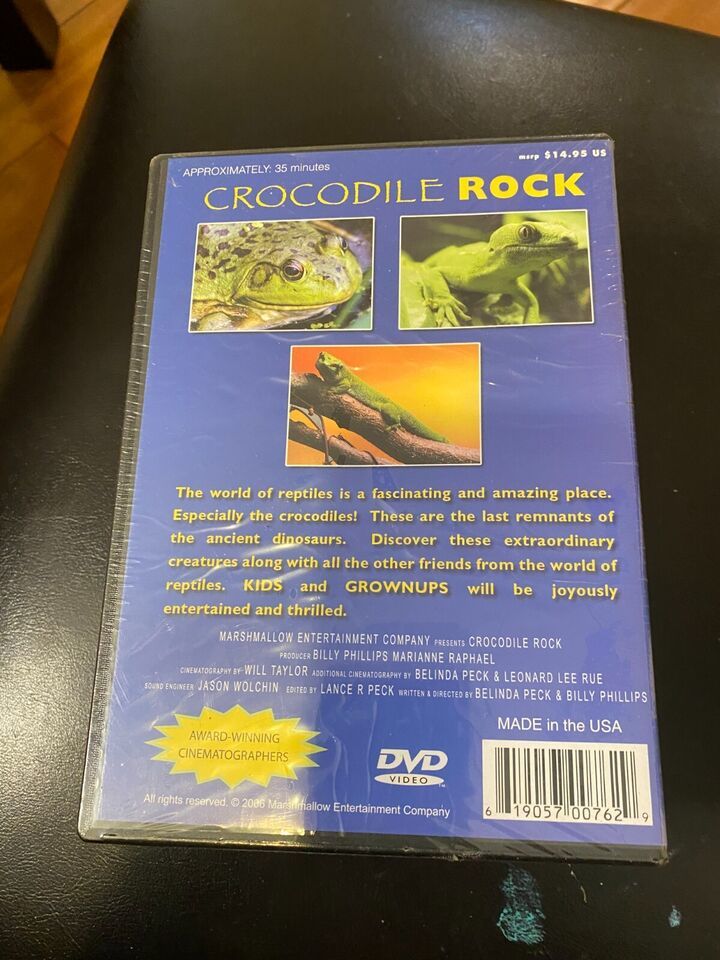 APPROXIMATELY: 35 minutes
msrp $14.95 US
CROCODILE ROCK
The world of reptiles is a fascinating and amazing place.
Especially the crocodiles! These are the last remnants of
the ancient dinosaurs. Discover these extraordinary
creatures along with all the other friends from the world of
reptiles. KIDS and GROWNUPS will be joyously
entertained and thrilled.
MARSHMALLOW ENTERTAINMENT COMPANY PRESENTS CROCODILE ROCK
PRODUCER BILLY PHILLIPS MARIANNE RAPHAEL
CINEMATOGRAPHY BY WILL TAYLOR ADDITIONAL CINEMATOGRAPHY BY BELINDA PECK & LEONARD LEE RUE
SOUND ENGINEER JASON WOLCHIN EDITED BY LANCE R PECK WRITTEN & DIRECTED BY BELINDA PECK & BILLY PHILLIPS
MADE in the USA
AWARD-WINNING
CINEMATOGRAPHERS
DVD
VIDEO
TM
6 19057 00762 9
All rights reserved. © 2006 Marshmallow Entertainment Company